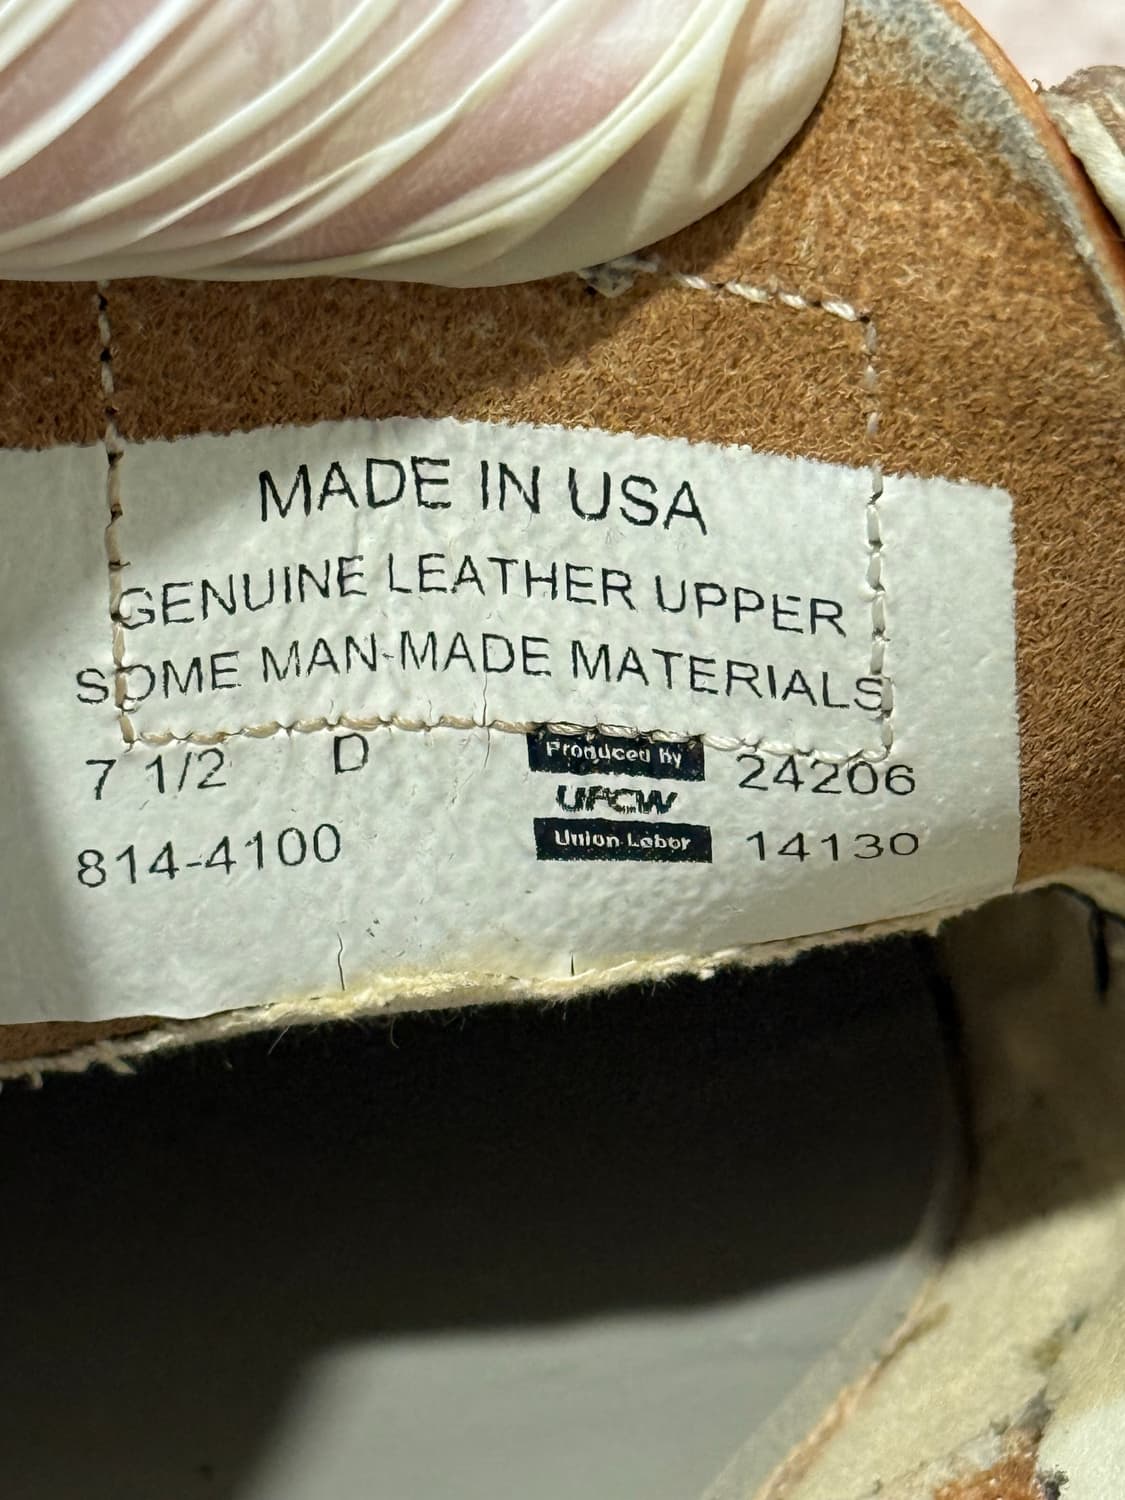 MADE IN USA
GENUINE LEATHER UPPER
SOME MAN-MADE MATERIALS
7 1/2 D
814-4100
Produced by
UFCW
Union Labor
24206
14130